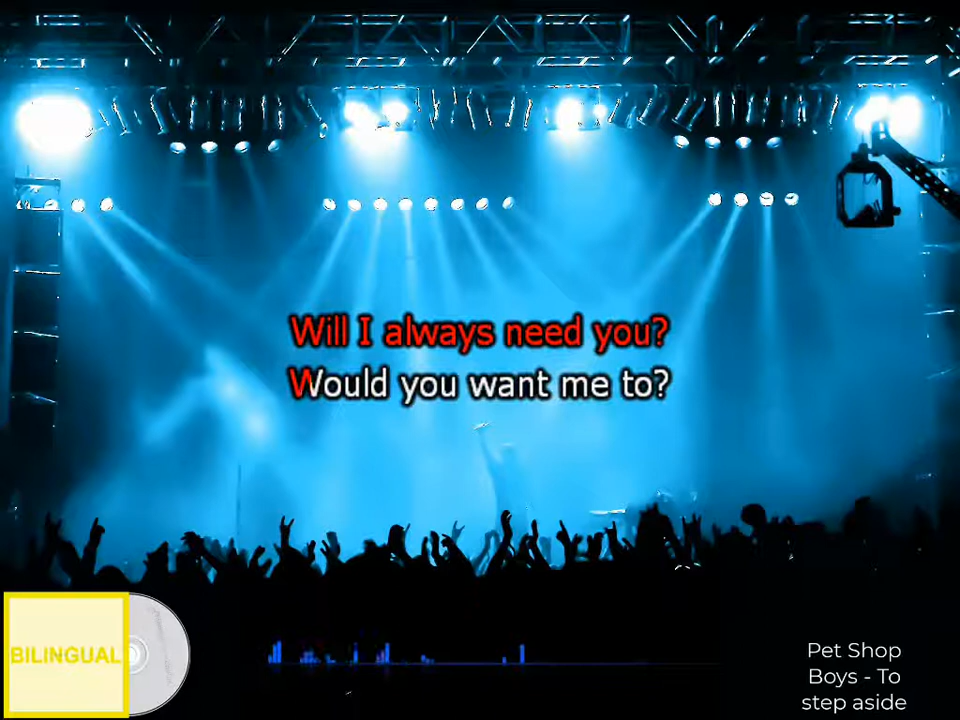 Will I always need you?
Would you want me to?
BILINGUAL
Pet Shop
Boys - To
step aside